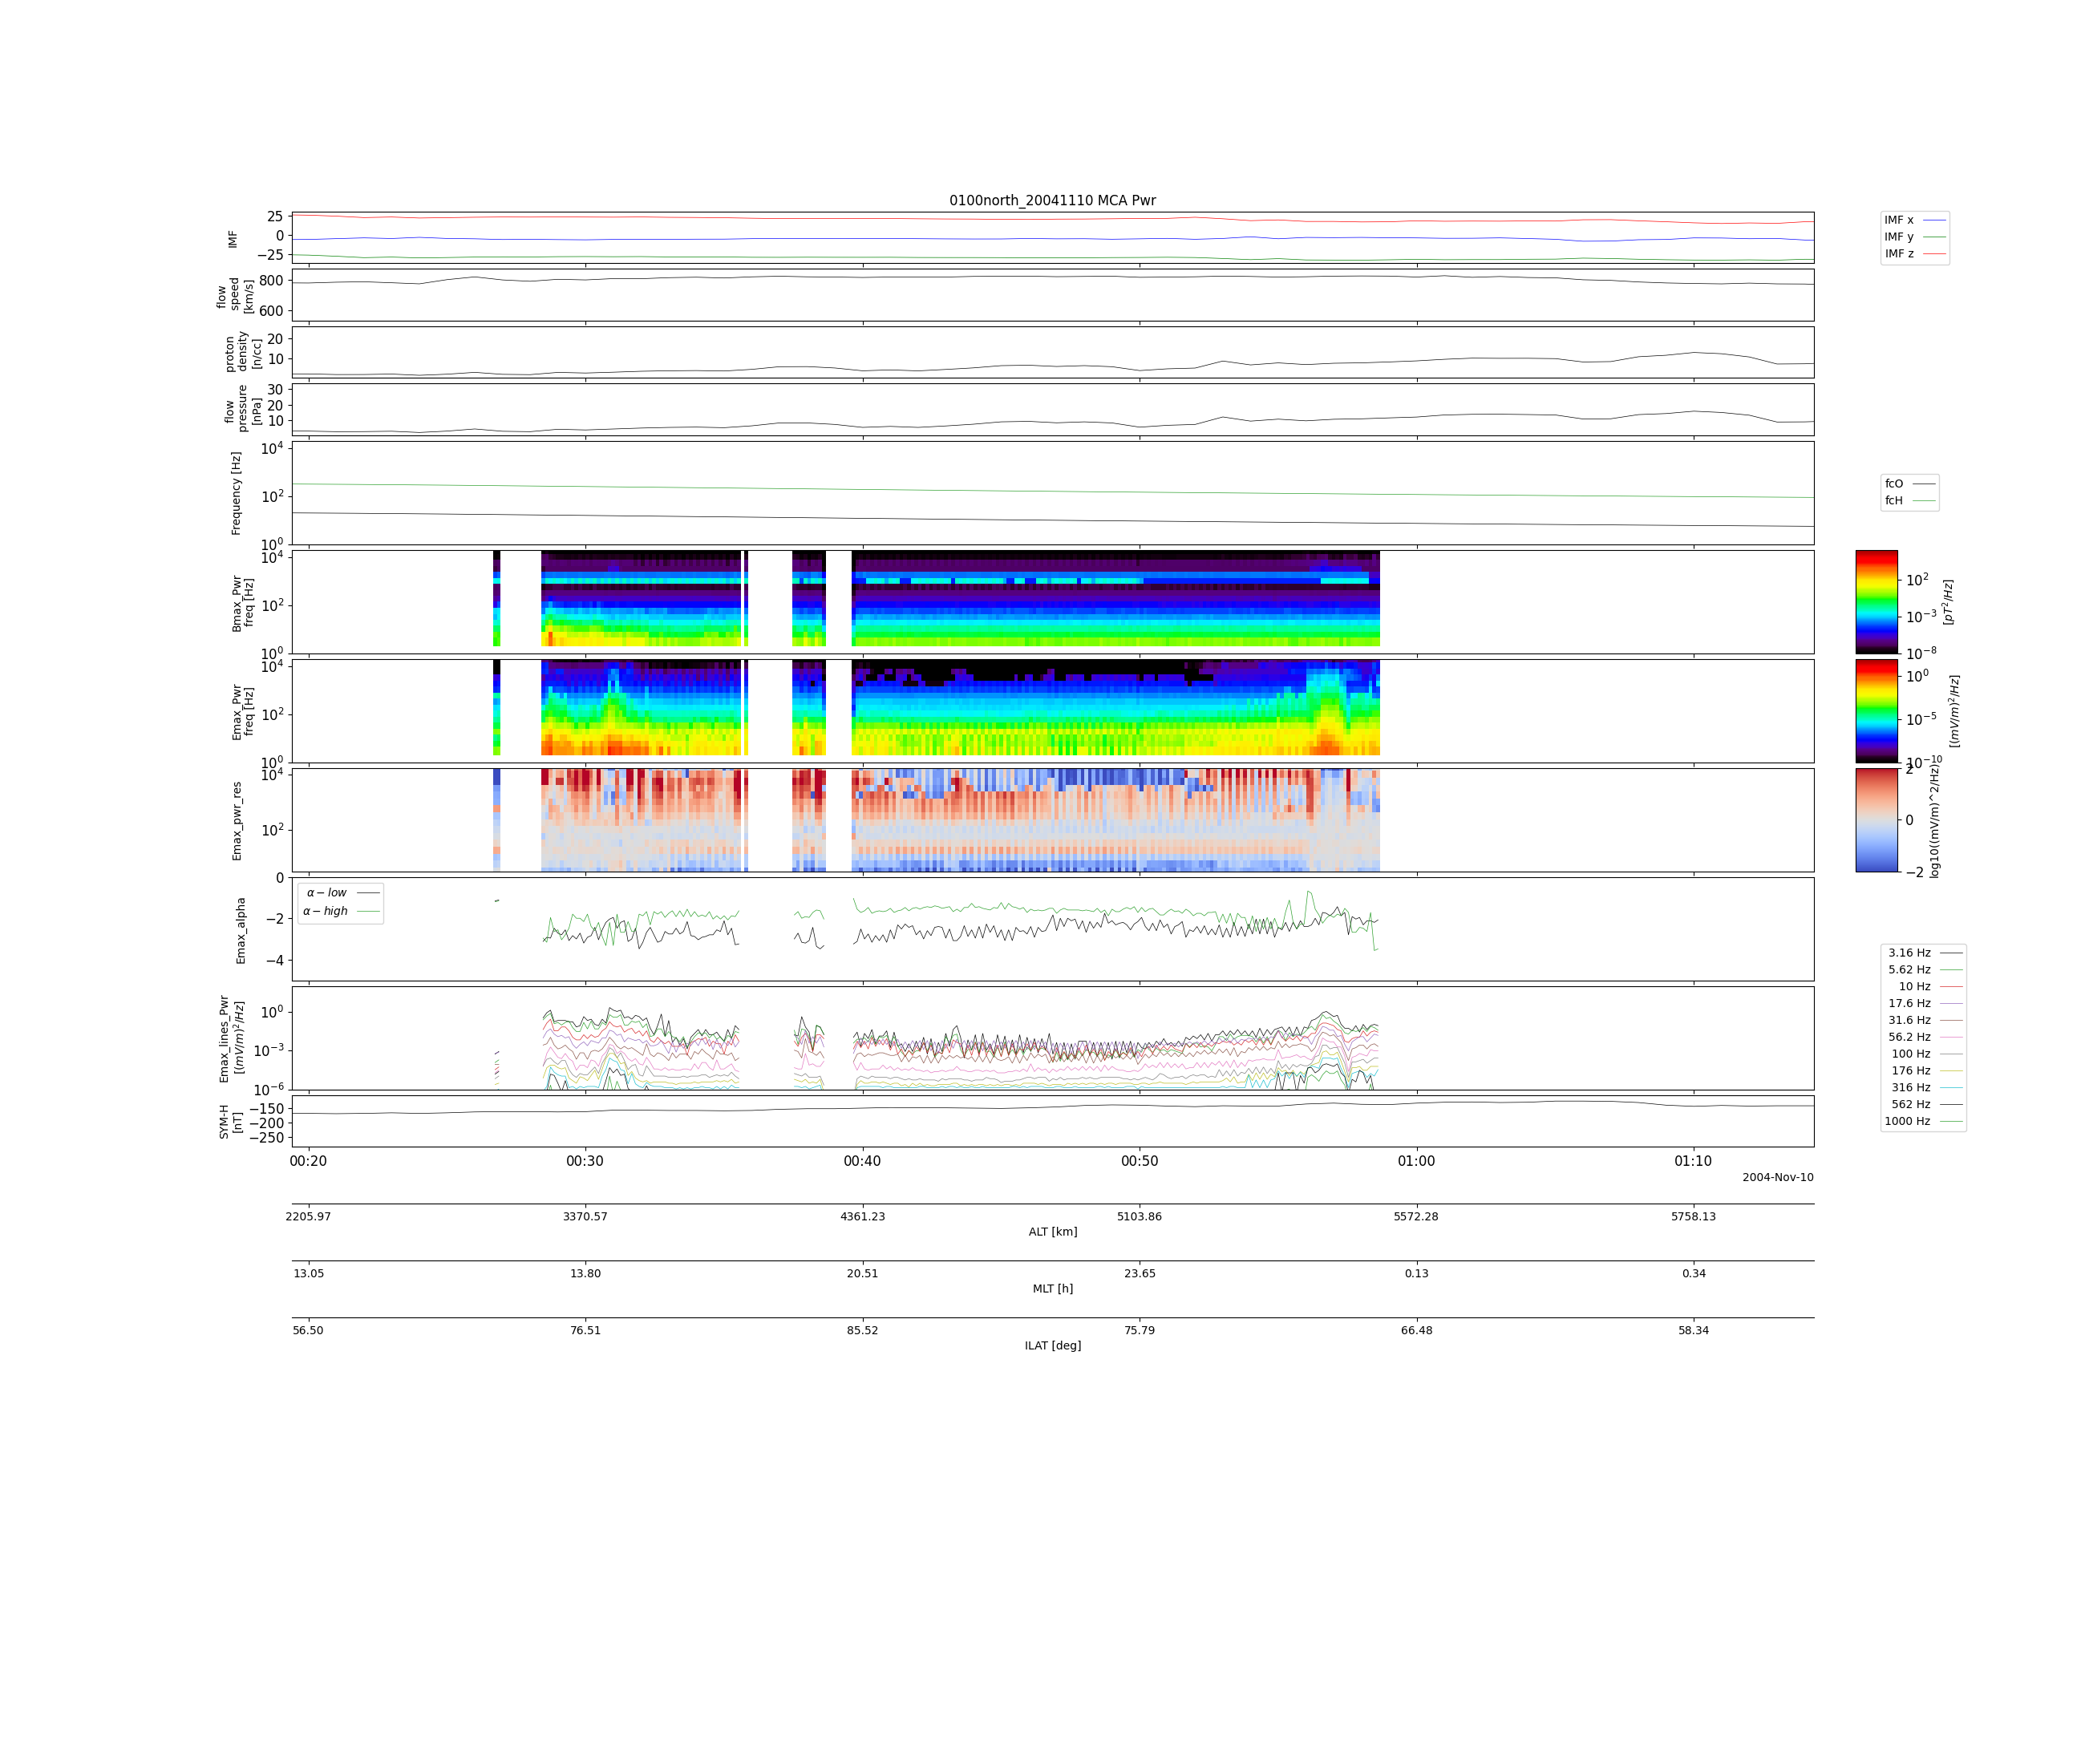 0100north_20041110 MCA Pwr
IMF
25
0
−25
IMF x
IMF y
IMF z
flow
speed
[km/s]
800
600
proton
density
[n/cc]
20
10
flow
pressure
[nPa]
30
20
10
Frequency [Hz]
10^4
10^2
10^0
fcO
fcH
Bmax_Pwr
freq [Hz]
10^4
10^2
10^0
10^2
10^−3
10^−8
[pT^2/Hz]
Emax_Pwr
freq [Hz]
10^4
10^2
10^0
10^0
10^−5
10^−10
[(mV/m)^2/Hz]
Emax_pwr_res
10^4
10^2
2
0
−2
log10((mV/m)^2/Hz)
Emax_alpha
0
−2
−4
α − low
α − high
Emax_lines_Pwr
[(mV/m)^2/Hz]
10^0
10^−3
10^−6
3.16 Hz
5.62 Hz
10 Hz
17.6 Hz
31.6 Hz
56.2 Hz
100 Hz
176 Hz
316 Hz
562 Hz
1000 Hz
SYM-H
[nT]
−150
−200
−250
00:20 00:30 00:40 00:50 01:00 01:10
2004-Nov-10
2205.97 3370.57 4361.23 5103.86 5572.28 5758.13
ALT [km]
13.05 13.80 20.51 23.65 0.13 0.34
MLT [h]
56.50 76.51 85.52 75.79 66.48 58.34
ILAT [deg]